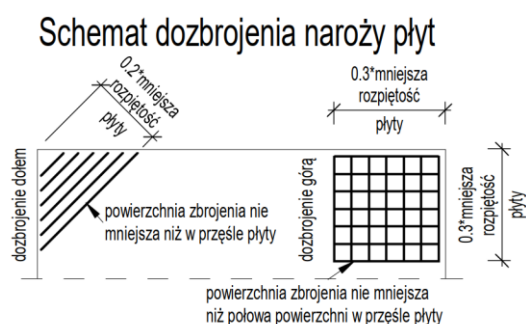 Schemat dozbrojenia naroży płyt
0.2*mniejsza
rozpiętość
płyty
0.3*mniejsza
rozpiętość
płyty
dozbrojenie dołem
powierzchnia zbrojenia nie
mniejsza niż w przęśle płyty
dozbrojenie górą
0.3*mniejsza
rozpiętość
płyty
powierzchnia zbrojenia nie mniejsza
niż połowa powierzchni w przęśle płyty